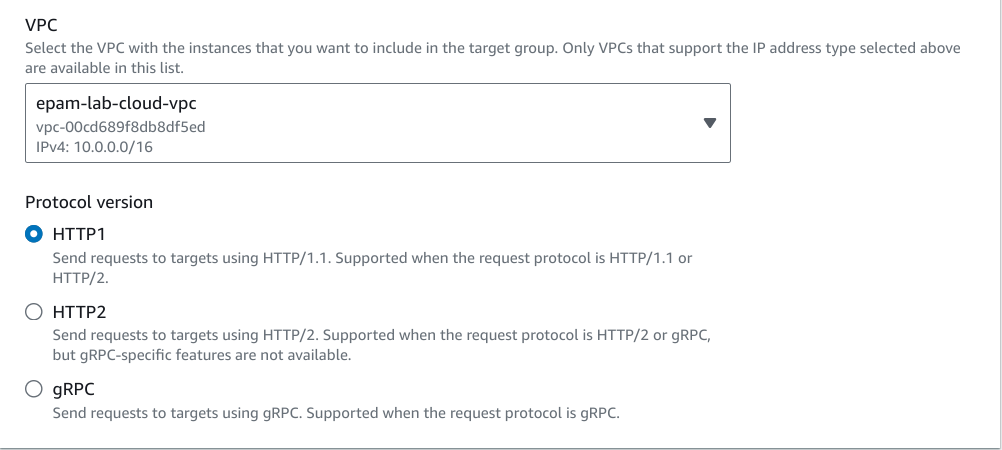 VPC
Select the VPC with the instances that you want to include in the target group. Only VPCs that support the IP address type selected above
are available in this list.
epam-lab-cloud-vpc
vpc-00cd689f8db8df5ed
IPv4: 10.0.0.0/16
Protocol version
HTTP1
Send requests to targets using HTTP/1.1. Supported when the request protocol is HTTP/1.1 or
HTTP/2.
HTTP2
Send requests to targets using HTTP/2. Supported when the request protocol is HTTP/2 or gRPC,
but gRPC-specific features are not available.
gRPC
Send requests to targets using gRPC. Supported when the request protocol is gRPC.